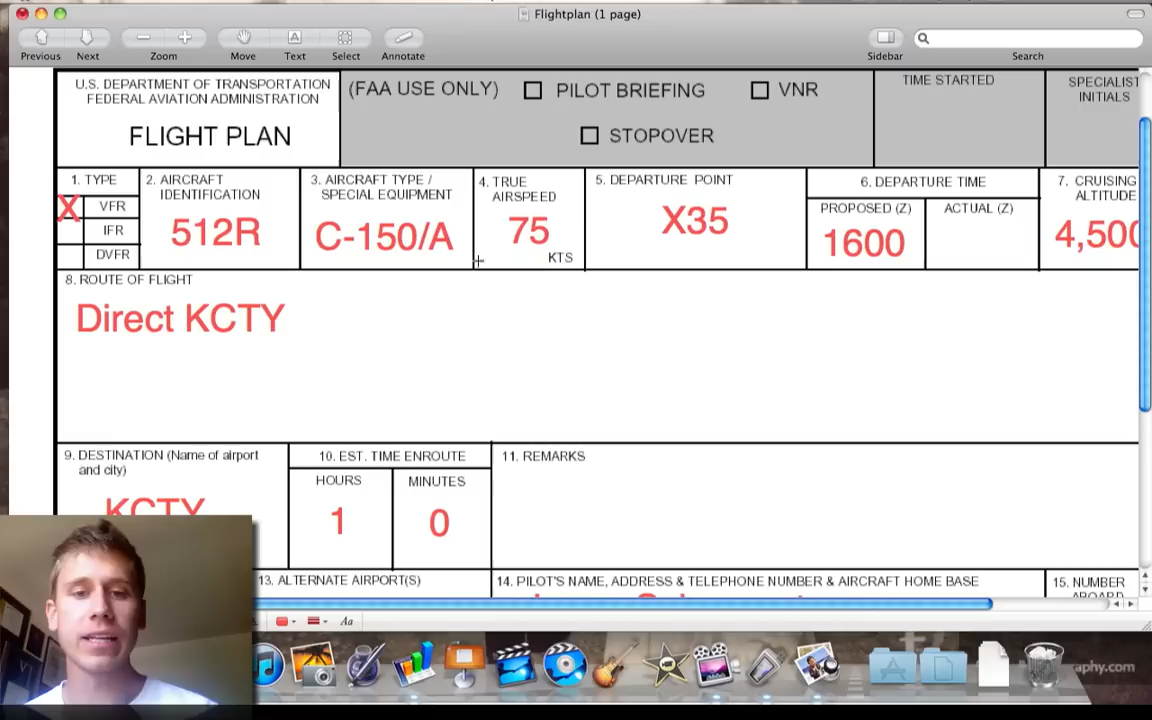 Flightplan (1 page)
Previous Next Zoom Move Text Select Annotate Sidebar Search
U.S. DEPARTMENT OF TRANSPORTATION
FEDERAL AVIATION ADMINISTRATION
FLIGHT PLAN
(FAA USE ONLY) PILOT BRIEFING VNR
STOPOVER
TIME STARTED
SPECIALIST
INITIALS
1. TYPE
X VFR
IFR
DVFR
2. AIRCRAFT
IDENTIFICATION
512R
3. AIRCRAFT TYPE /
SPECIAL EQUIPMENT
C-150/A
4. TRUE
AIRSPEED
75
KTS
5. DEPARTURE POINT
X35
6. DEPARTURE TIME
PROPOSED (Z) ACTUAL (Z)
1600
7. CRUISING
ALTITUDE
4,500
8. ROUTE OF FLIGHT
Direct KCTY
9. DESTINATION (Name of airport
and city)
KCTY
10. EST. TIME ENROUTE
HOURS MINUTES
1 0
11. REMARKS
13. ALTERNATE AIRPORT(S)
14. PILOT'S NAME, ADDRESS & TELEPHONE NUMBER & AIRCRAFT HOME BASE
15. NUMBER
Aa
aphy.com